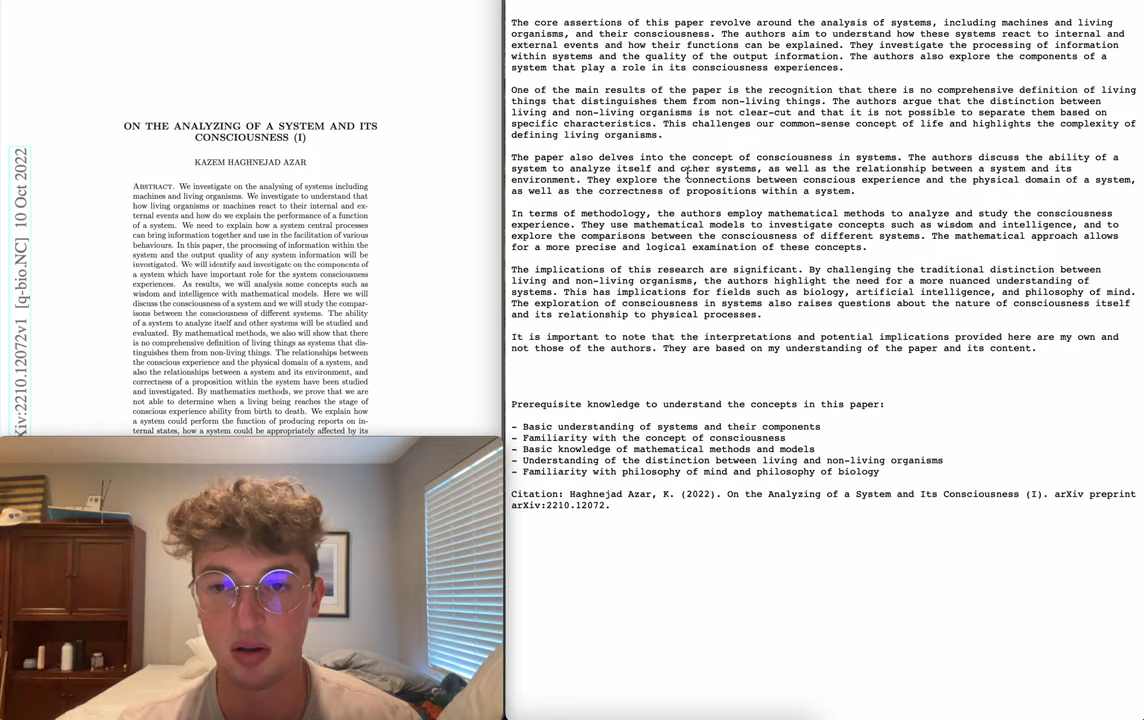 ON THE ANALYZING OF A SYSTEM AND ITS
CONSCIOUSNESS (I)
KAZEM HAGHNEJAD AZAR
ABSTRACT. We investigate on the analysing of systems including
machines and living organisms. We investigate to understand that
how living organisms or machines react to their internal and ex-
ternal events and how do we explain the performance of a function
of a system. We need to explain how a system central processes
can bring information together and use in the facilitation of various
behaviours. In this paper, the processing of information within the
system and the output quality of any system information will be
investigated. We will identify and investigate on the components of
a system which have important role for the system consciousness
experiences. As results, we will analysis some concepts such as
wisdom and intelligence with mathematical models. Here we will
discuss the consciousness of a system and we will study the compar-
isons between the consciousness of different systems. The ability
of a system to analyze itself and other systems will be studied and
evaluated. By mathematical methods, we also will show that there
is no comprehensive definition of living things as systems that dis-
tinguishes them from non-living things. The relationships between
the conscious experience and the physical domain of a system, and
also the relationships between a system and its environment, and
correctness of a proposition within the system have been studied
and investigated. By mathematics methods, we prove that we are
not able to determine when a living being reaches the stage of
conscious experience ability from birth to death. We explain how
a system could perform the function of producing reports on in-
ternal states, how a system could be appropriately affected by its
Xiv:2210.12072v1 [q-bio.NC] 10 Oct 2022
The core assertions of this paper revolve around the analysis of systems, including machines and living
organisms, and their consciousness. The authors aim to understand how these systems react to internal and
external events and how their functions can be explained. They investigate the processing of information
within systems and the quality of the output information. The authors also explore the components of a
system that play a role in its consciousness experiences.
One of the main results of the paper is the recognition that there is no comprehensive definition of living
things that distinguishes them from non-living things. The authors argue that the distinction between
living and non-living organisms is not clear-cut and that it is not possible to separate them based on
specific characteristics. This challenges our common-sense concept of life and highlights the complexity of
defining living organisms.
The paper also delves into the concept of consciousness in systems. The authors discuss the ability of a
system to analyze itself and other systems, as well as the relationship between a system and its
environment. They explore the connections between conscious experience and the physical domain of a system,
as well as the correctness of propositions within a system.
In terms of methodology, the authors employ mathematical methods to analyze and study the consciousness
experience. They use mathematical models to investigate concepts such as wisdom and intelligence, and to
explore the comparisons between the consciousness of different systems. The mathematical approach allows
for a more precise and logical examination of these concepts.
The implications of this research are significant. By challenging the traditional distinction between
living and non-living organisms, the authors highlight the need for a more nuanced understanding of
systems. This has implications for fields such as biology, artificial intelligence, and philosophy of mind.
The exploration of consciousness in systems also raises questions about the nature of consciousness itself
and its relationship to physical processes.
It is important to note that the interpretations and potential implications provided here are my own and
not those of the authors. They are based on my understanding of the paper and its content.
Prerequisite knowledge to understand the concepts in this paper:
- Basic understanding of systems and their components
- Familiarity with the concept of consciousness
- Basic knowledge of mathematical methods and models
- Understanding of the distinction between living and non-living organisms
- Familiarity with philosophy of mind and philosophy of biology
Citation: Haghnejad Azar, K. (2022). On the Analyzing of a System and Its Consciousness (I). arXiv preprint
arXiv:2210.12072.